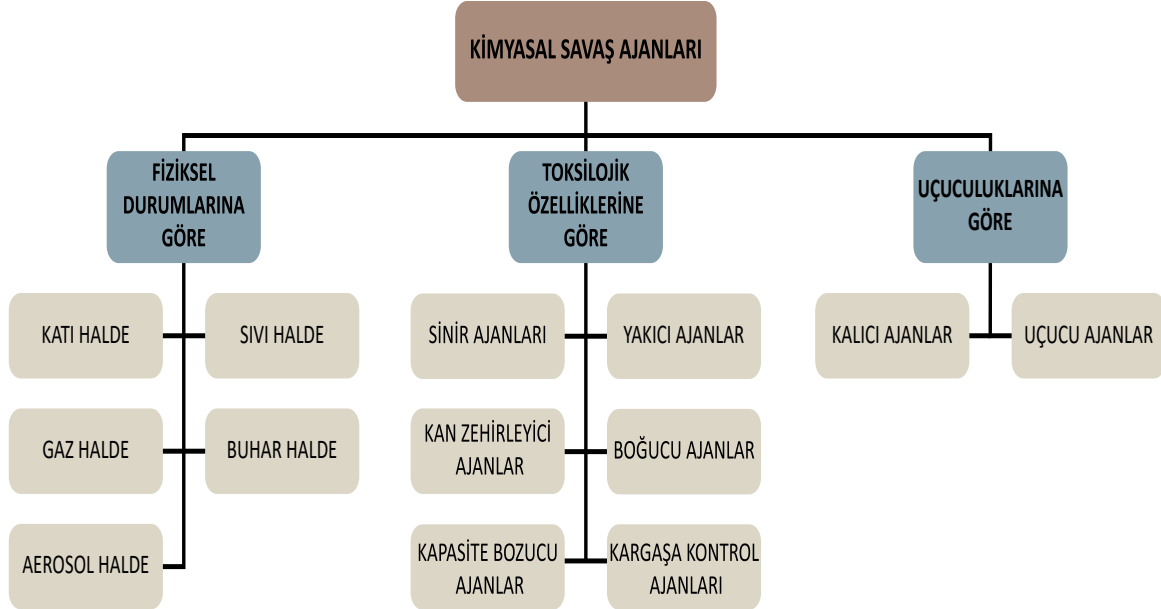 KİMYASAL SAVAŞ AJANLARI
FİZİKSEL
DURUMLARINA
GÖRE
KATI HALDE
SIVI HALDE
GAZ HALDE
BUHAR HALDE
AEROSOL HALDE
TOKSİLOJİK
ÖZELLİKLERİNE
GÖRE
SİNİR AJANLARI
YAKICI AJANLAR
KAN ZEHİRLEYİCİ
AJANLAR
BOĞUCU AJANLAR
KAPASİTE BOZUCU
AJANLAR
KARGAŞA KONTROL
AJANLARI
UÇUCULUKLARINA
GÖRE
KALICI AJANLAR
UÇUCU AJANLAR